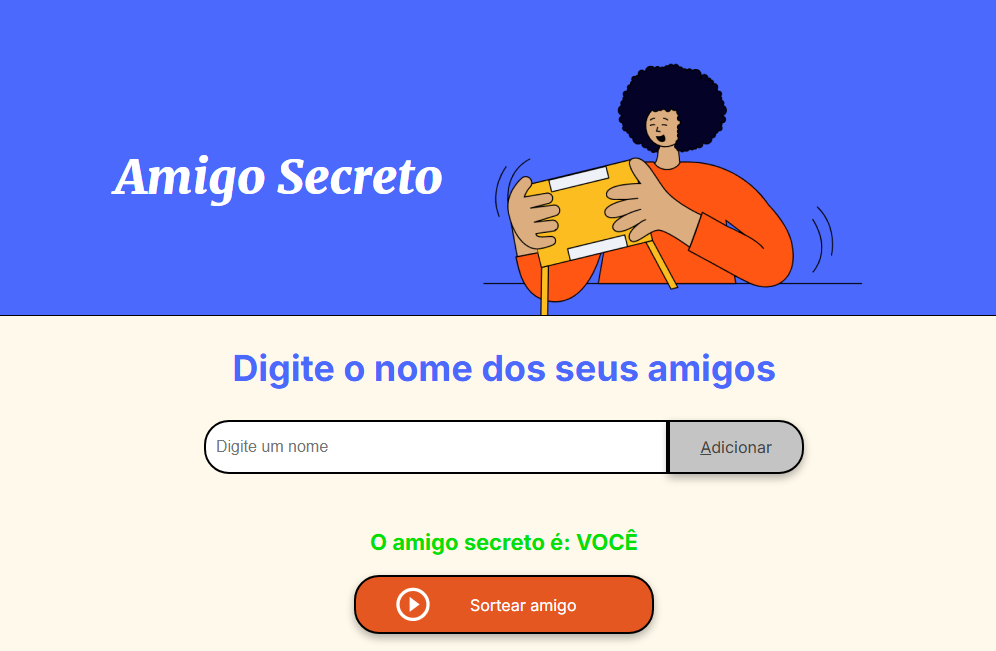 Amigo Secreto
Digite o nome dos seus amigos
Digite um nome
Adicionar
O amigo secreto é: VOCÊ
Sortear amigo